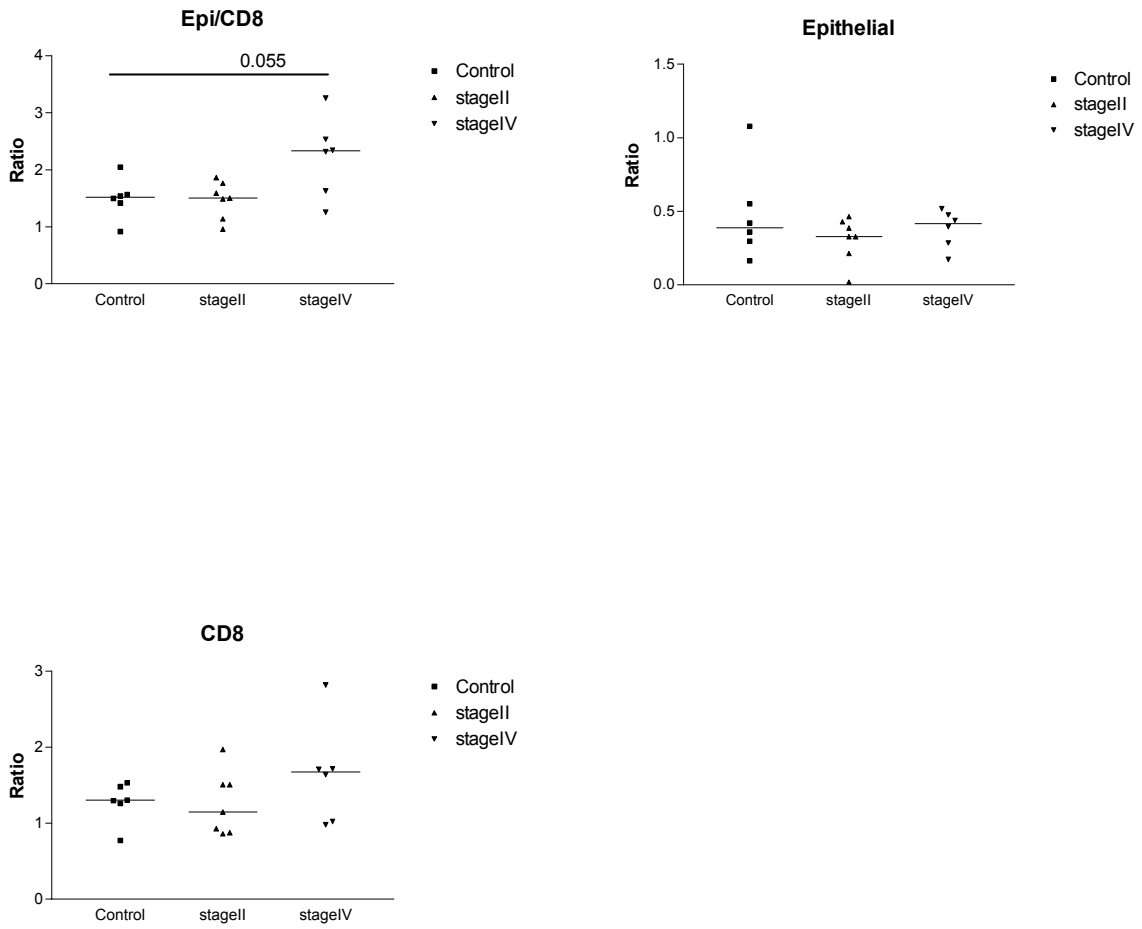 Epi/CD8
0.055
4
3
2
1
0
Ratio
Control
stageII
stageIV
Control
stageII
stageIV
Epithelial
1.5
1.0
0.5
0.0
Ratio
Control
stageII
stageIV
Control
stageII
stageIV
CD8
3
2
1
0
Ratio
Control
stageII
stageIV
Control
stageII
stageIV